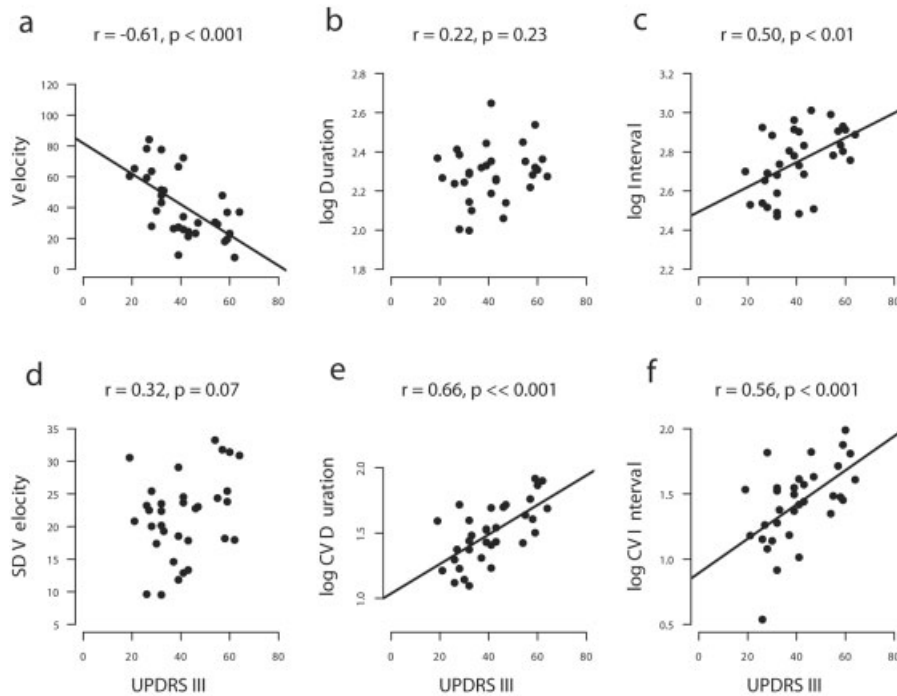 a
r = -0.61, p < 0.001
Velocity
120
100
80
60
40
20
0
0 20 40 60 80
b
r = 0.22, p = 0.23
log Duration
2.8
2.6
2.4
2.2
2.0
1.8
0 20 40 60 80
c
r = 0.50, p < 0.01
log Interval
3.2
3.0
2.8
2.6
2.4
2.2
0 20 40 60 80
d
r = 0.32, p = 0.07
SD V elocity
35
30
25
20
15
10
5
0 20 40 60 80
UPDRS III
e
r = 0.66, p << 0.001
log CV D uration
2.0
1.5
1.0
0 20 40 60 80
UPDRS III
f
r = 0.56, p < 0.001
log CV I nterval
2.0
1.5
1.0
0.5
0 20 40 60 80
UPDRS III